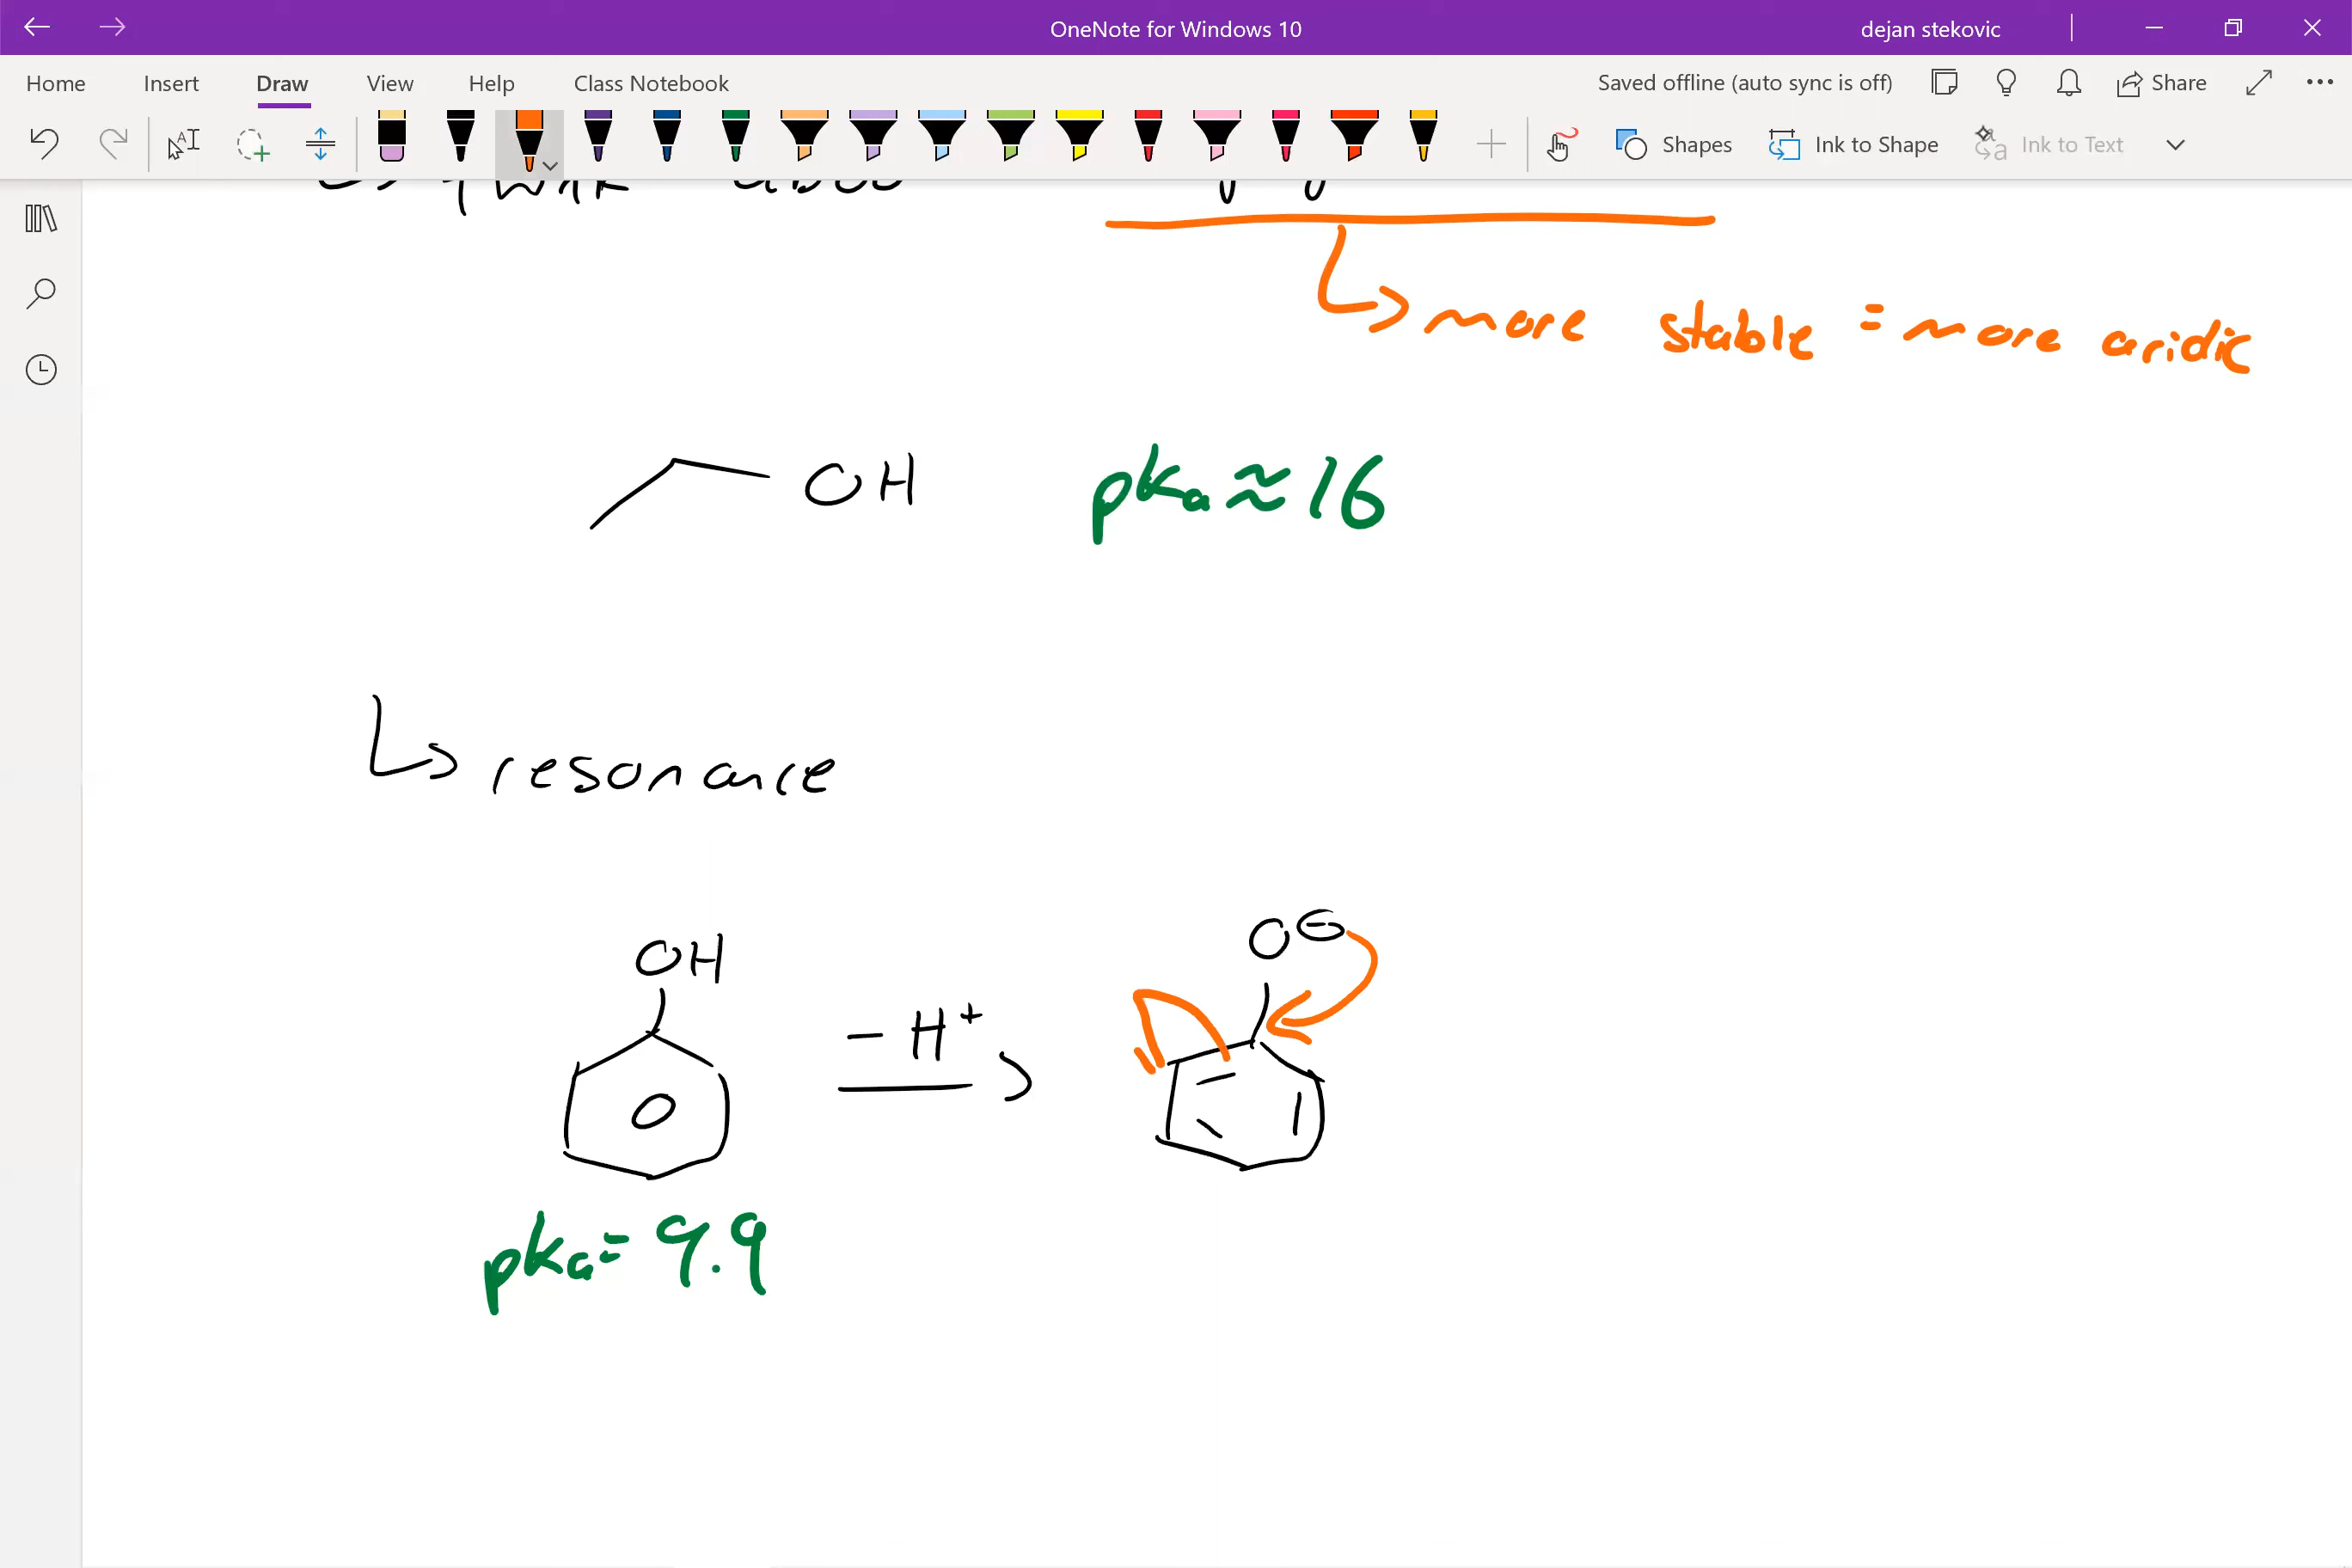 OneNote for Windows 10
dejan stekovic
Home Insert Draw View Help Class Notebook
Saved offline (auto sync is off) Share
Shapes Ink to Shape Ink to Text
more stable = more acidic
OH pka ≈ 16
resonance
OH
O⊖
- H+
pka = 9.9